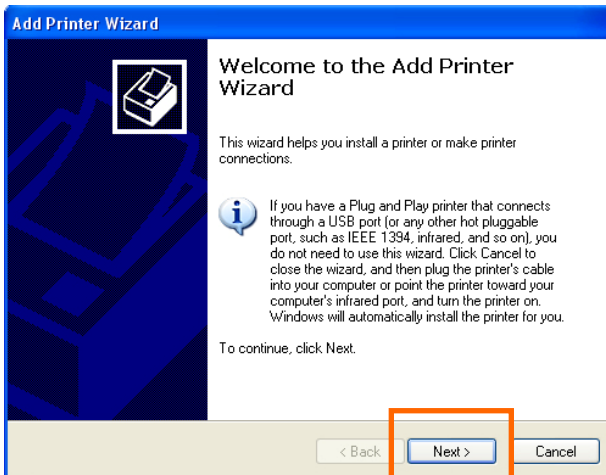 Add Printer Wizard
Welcome to the Add Printer
Wizard
This wizard helps you install a printer or make printer
connections.
If you have a Plug and Play printer that connects
through a USB port (or any other hot pluggable
port, such as IEEE 1394, infrared, and so on), you
do not need to use this wizard. Click Cancel to
close the wizard, and then plug the printer's cable
into your computer or point the printer toward your
computer's infrared port, and turn the printer on.
Windows will automatically install the printer for you.
To continue, click Next.
< Back Next > Cancel